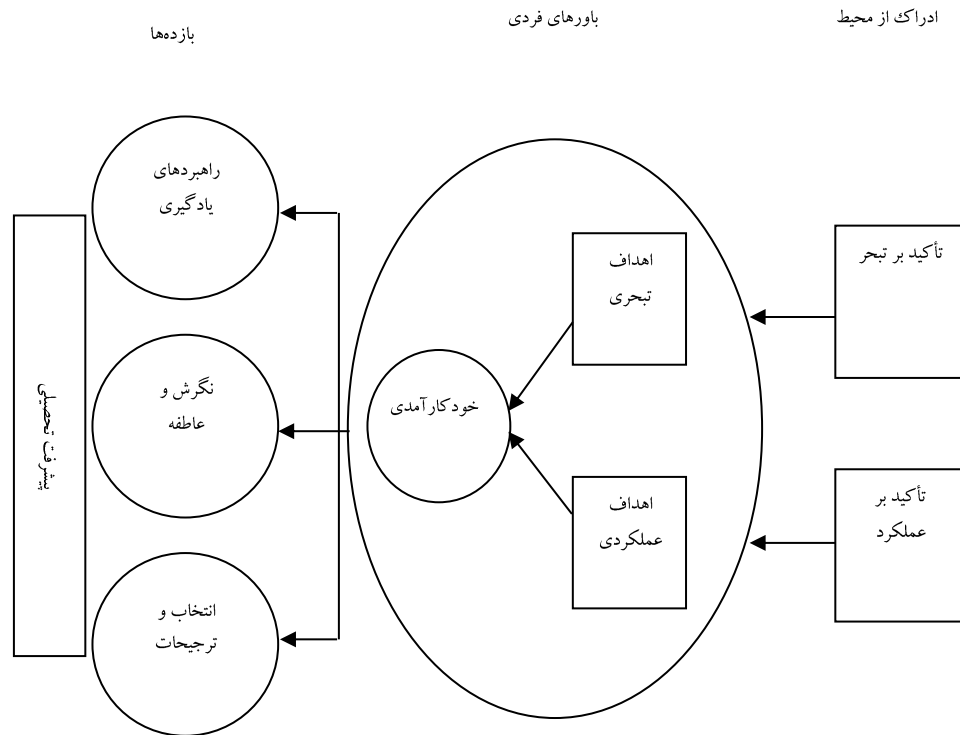 ادراک از محیط
باورهای فردی
بازده‌ها
تأکید بر تبحر
تأکید بر
عملکرد
اهداف
تبحری
اهداف
عملکردی
خودکارآمدی
راهبردهای
یادگیری
نگرش و
عاطفه
انتخاب و
ترجیحات
پیشرفت تحصیلی